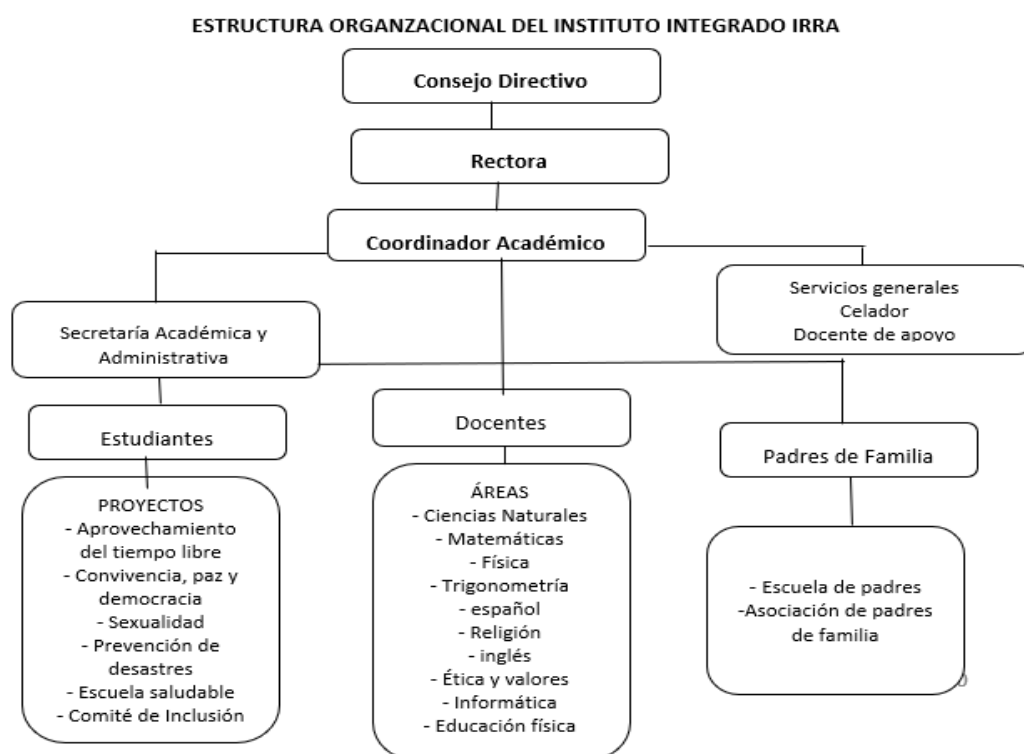 ESTRUCTURA ORGANZACIONAL DEL INSTITUTO INTEGRADO IRRA
Consejo Directivo
Rectora
Coordinador Académico
Servicios generales
Celador
Docente de apoyo
Secretaría Académica y
Administrativa
Estudiantes
Docentes
Padres de Familia
PROYECTOS
- Aprovechamiento
del tiempo libre
- Convivencia, paz y
democracia
- Sexualidad
- Prevención de
desastres
- Escuela saludable
- Comité de Inclusión
ÁREAS
- Ciencias Naturales
- Matemáticas
- Física
- Trigonometría
- español
- Religión
- inglés
- Ética y valores
- Informática
- Educación física
- Escuela de padres
-Asociación de padres
de familia